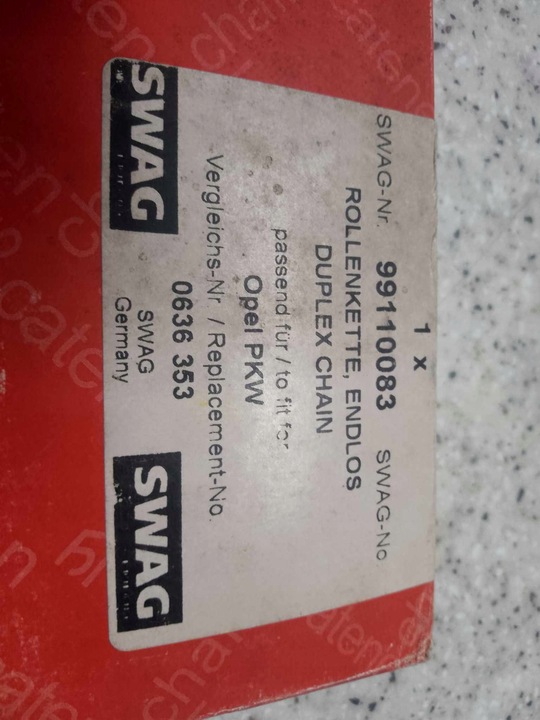 1 x
SWAG-Nr. 99110083 SWAG-No
ROLLENKETTE, ENDLOS
DUPLEX CHAIN
passend für / to fit for
Opel PKW
Vergleichs-Nr / Replacement-No.
0636 353
SWAG
Germany
SWAG
SWAG